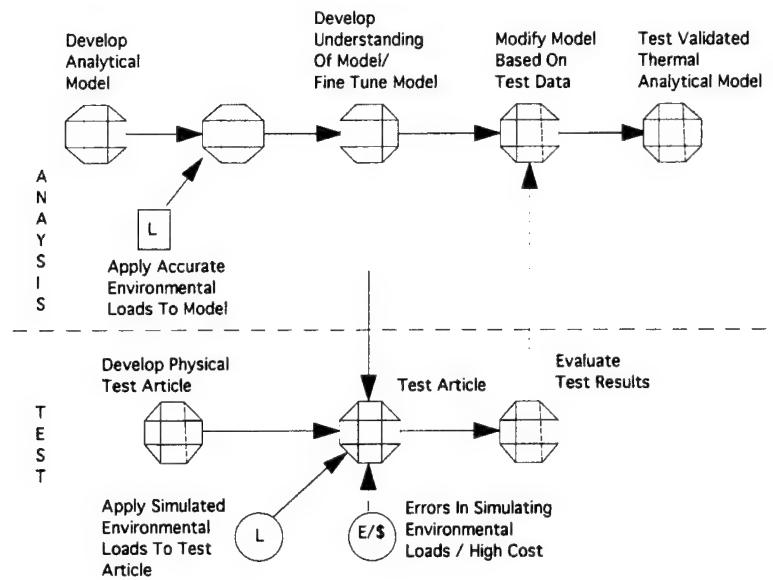 Develop
Analytical
Model
Develop
Understanding
Of Model/
Fine Tune Model
Modify Model
Based On
Test Data
Test Validated
Thermal
Analytical Model
ANAYSIS
L
Apply Accurate
Environmental
Loads To Model
TEST
Develop Physical
Test Article
Test Article
Evaluate
Test Results
Apply Simulated
Environmental
Loads To Test
Article
L
E/$
Errors In Simulating
Environmental
Loads / High Cost